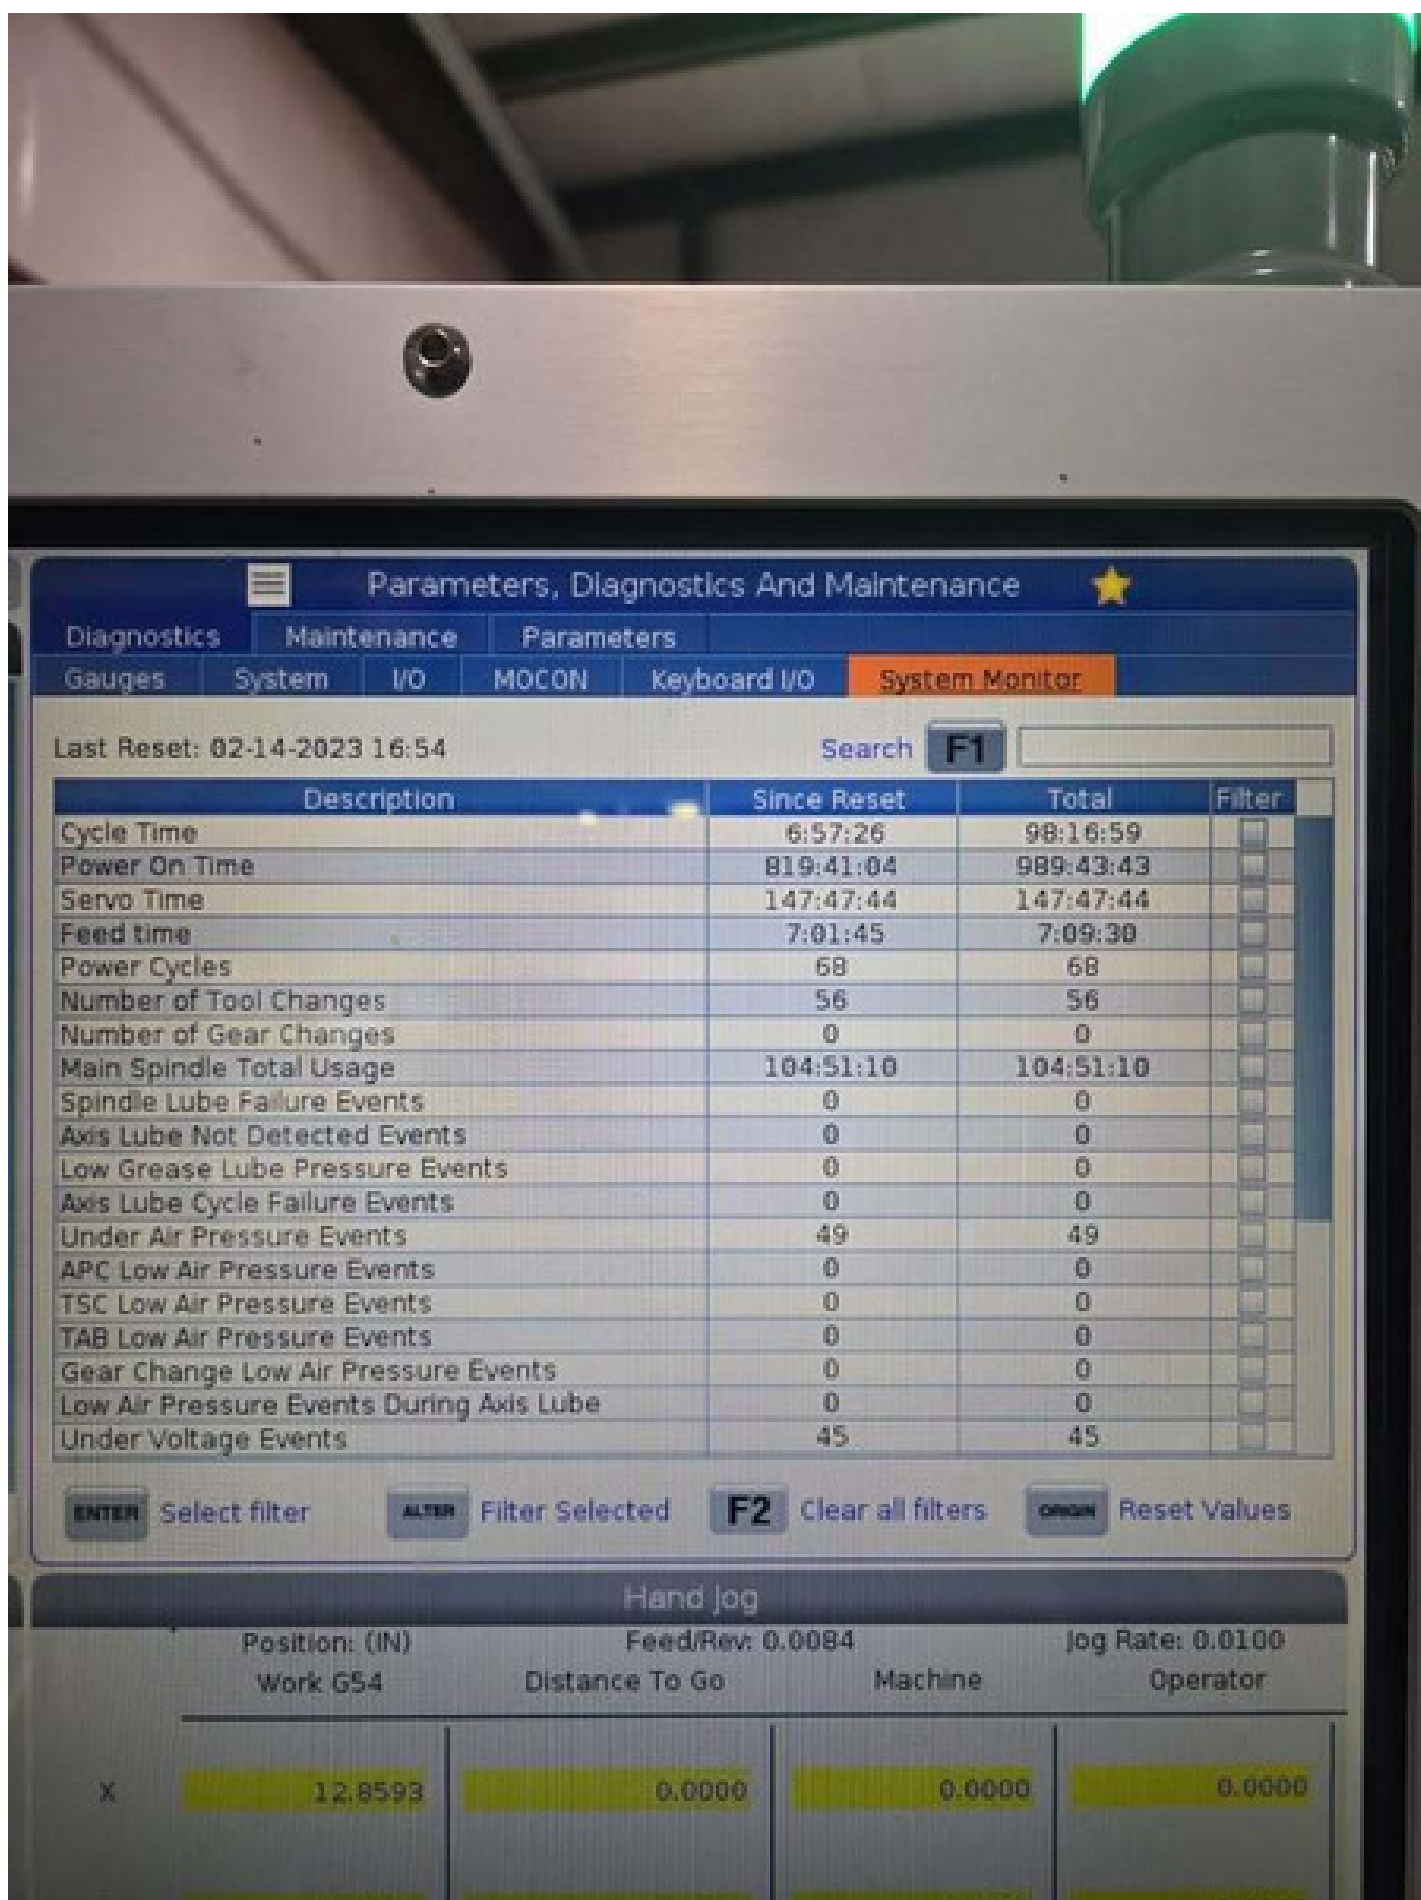 Parameters, Diagnostics And Maintenance
Diagnostics Maintenance Parameters
Gauges System I/O MOCON Keyboard I/O System Monitor
Last Reset: 02-14-2023 16:54 Search F1
Description Since Reset Total Filter
Cycle Time 6:57:26 98:16:59
Power On Time 819:41:04 989:43:43
Servo Time 147:47:44 147:47:44
Feed time 7:01:45 7:09:30
Power Cycles 68 68
Number of Tool Changes 56 56
Number of Gear Changes 0 0
Main Spindle Total Usage 104:51:10 104:51:10
Spindle Lube Failure Events 0 0
Axis Lube Not Detected Events 0 0
Low Grease Lube Pressure Events 0 0
Axis Lube Cycle Failure Events 0 0
Under Air Pressure Events 49 49
APC Low Air Pressure Events 0 0
TSC Low Air Pressure Events 0 0
TAB Low Air Pressure Events 0 0
Gear Change Low Air Pressure Events 0 0
Low Air Pressure Events During Axis Lube 0 0
Under Voltage Events 45 45
ENTER Select filter ALTER Filter Selected F2 Clear all filters ORIGIN Reset Values
Hand Jog
Position: (IN) Feed/Rev: 0.0084 Jog Rate: 0.0100
Work G54 Distance To Go Machine Operator
X 12.8593 0.0000 0.0000 0.0000